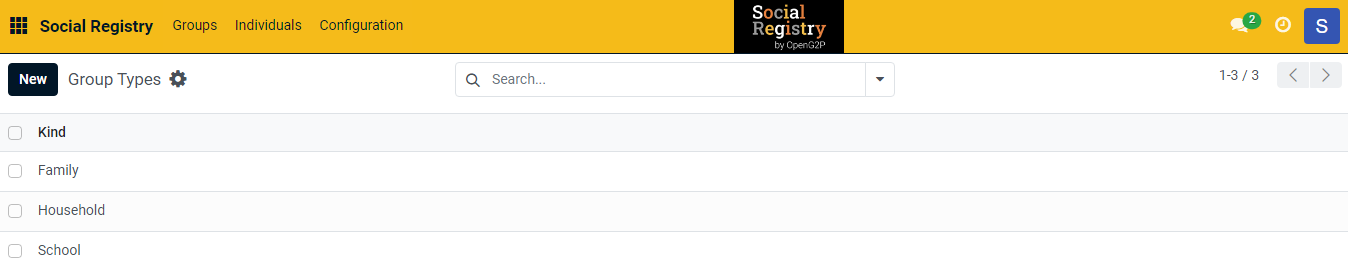 Social Registry Groups Individuals Configuration
Social
Registry
by OpenG2P
2
S
New Group Types Search... 1-3 / 3
Kind
Family
Household
School